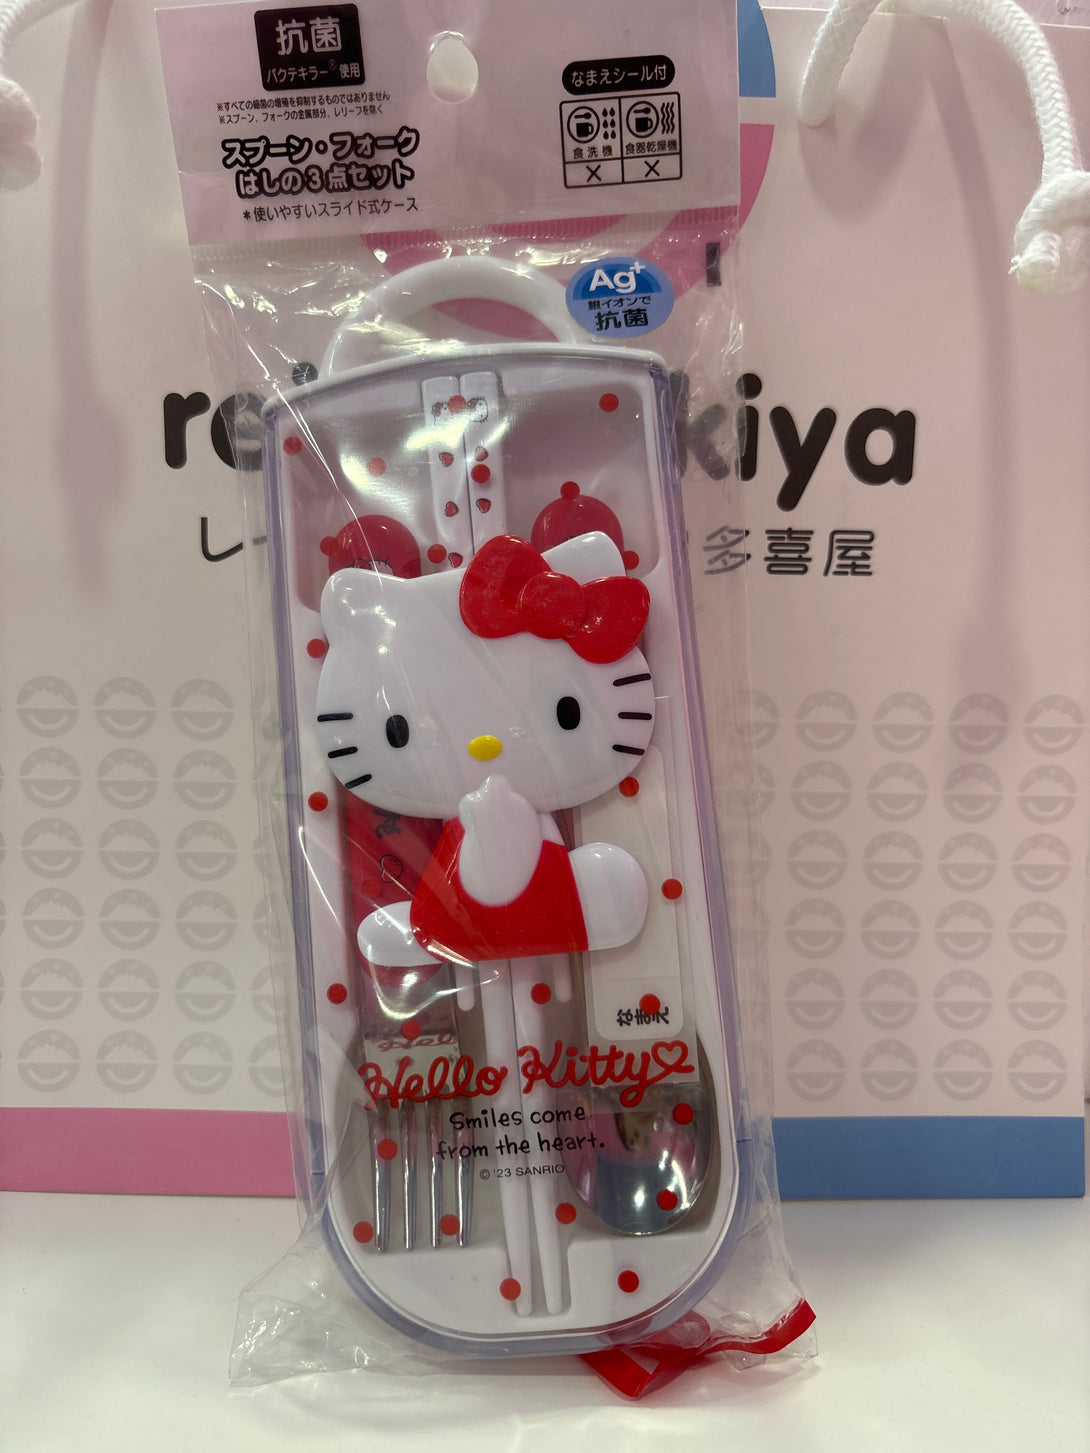 抗菌
バクテキラー®使用
※すべての細菌の増殖を抑制するものではありません
※スプーン、フォークの金属部分、レリーフを除く
スプーン・フォーク
はしの3点セット
*使いやすいスライド式ケース
なまえシール付
食洗機 食器乾燥機
× ×
Ag+
銀イオンで
抗菌
kiya
多喜屋
なまえ
Hello Kitty
Smiles come
from the heart.
© '23 SANRIO